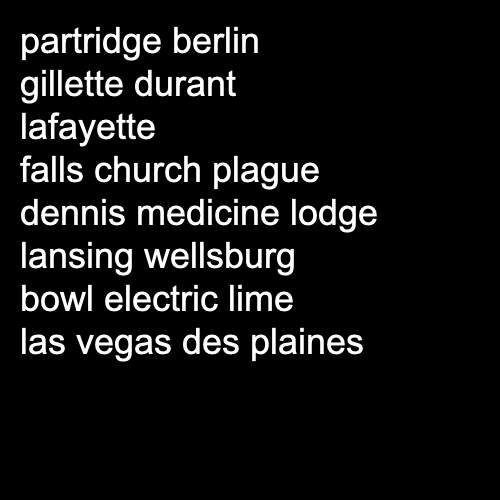 partridge berlin
gillette durant
lafayette
falls church plague
dennis medicine lodge
lansing wellsburg
bowl electric lime
las vegas des plaines